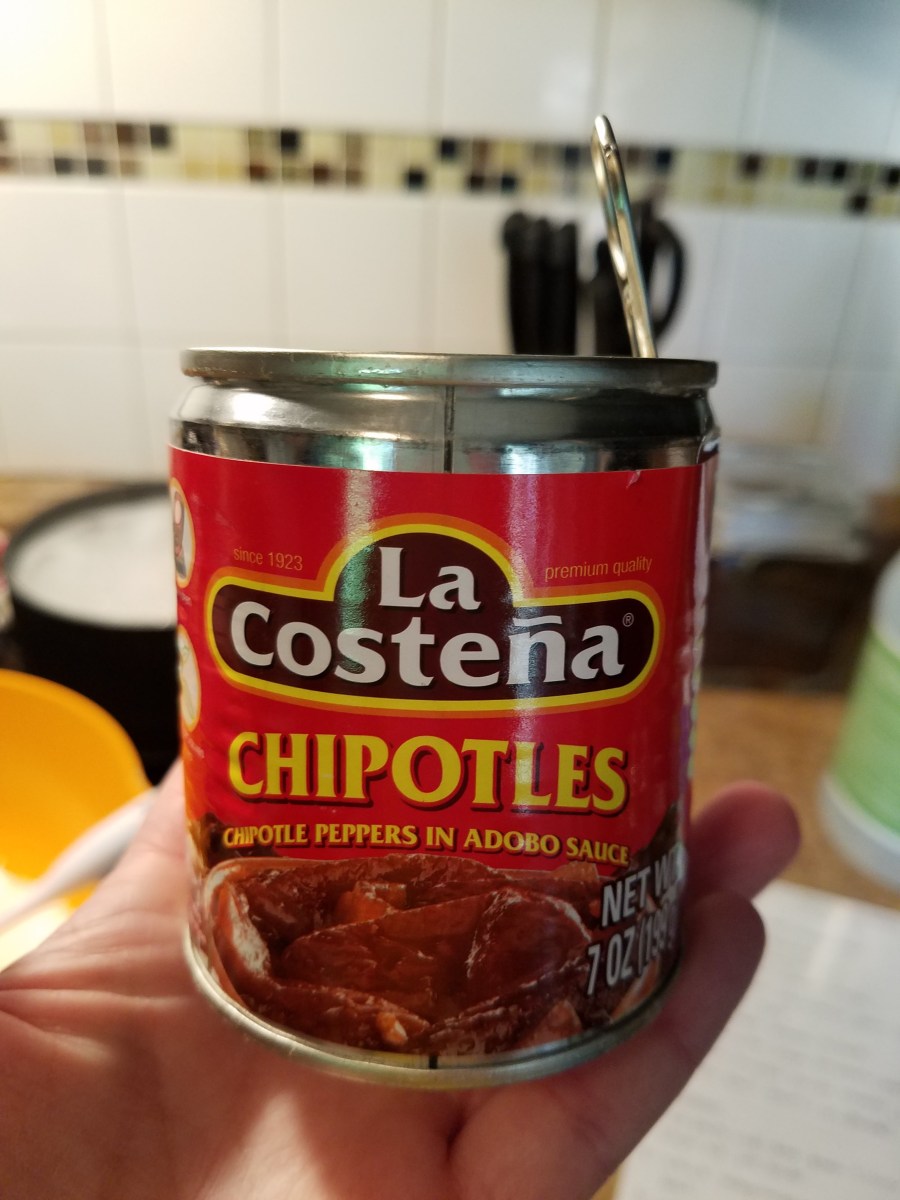 since 1923
premium quality
La
Costeña®
CHIPOTLES
CHIPOTLE PEPPERS IN ADOBO SAUCE
NET
7 OZ